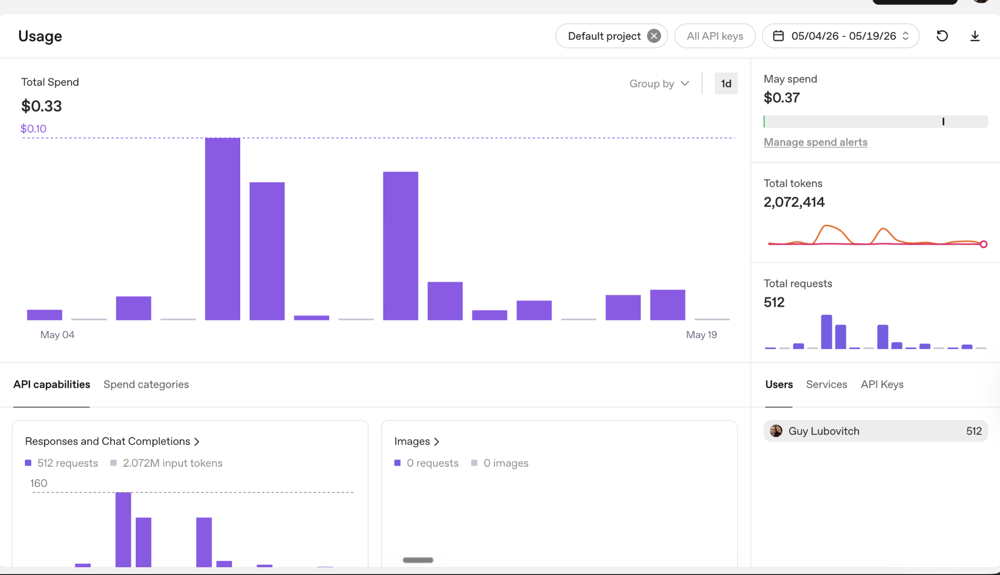 Usage
Default project
All API keys
05/04/26 - 05/19/26
Total Spend
$0.33
$0.10
Group by
1d
May 04
May 19
May spend
$0.37
Manage spend alerts
Total tokens
2,072,414
Total requests
512
API capabilities
Spend categories
Responses and Chat Completions
512 requests
2.072M input tokens
160
Images
0 requests
0 images
Users
Services
API Keys
Guy Lubovitch
512